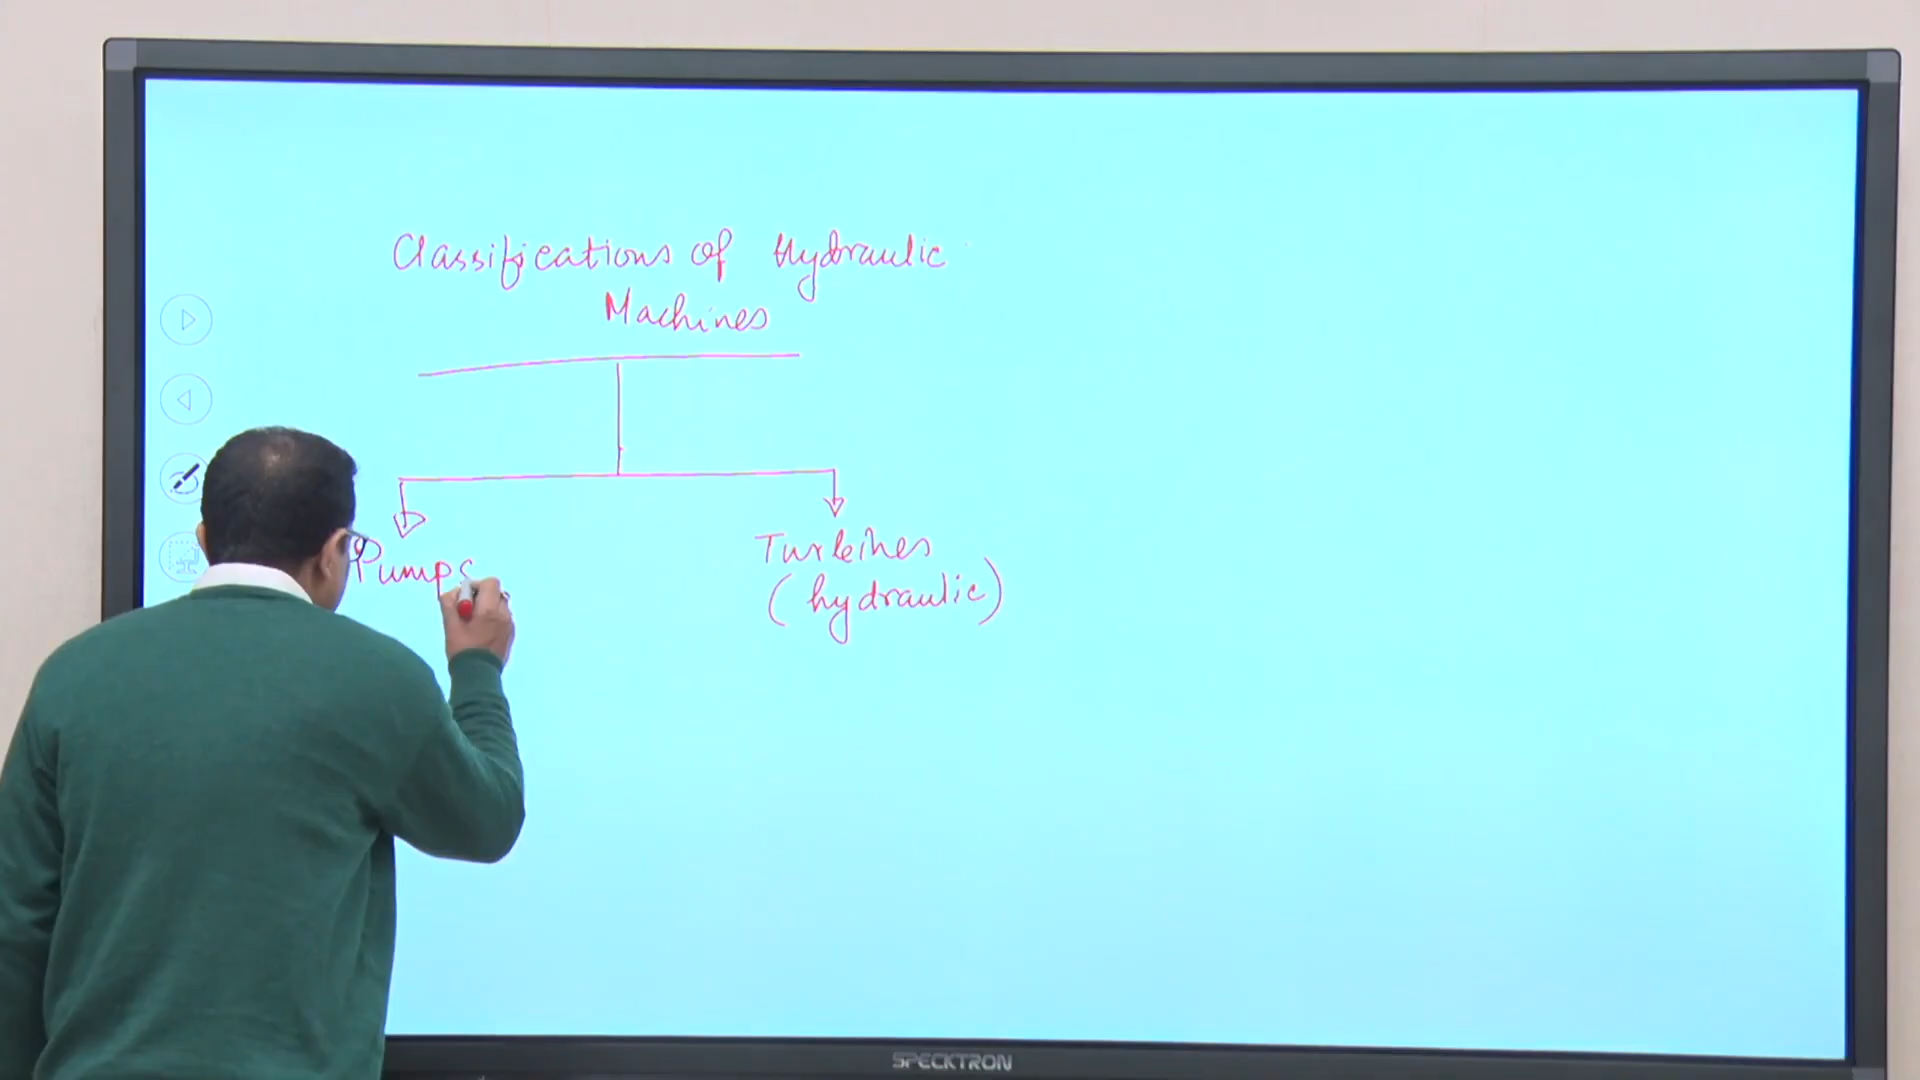 Classifications of Hydraulic
Machines
Pumps
Turbines
(hydraulic)
SPECKTRON